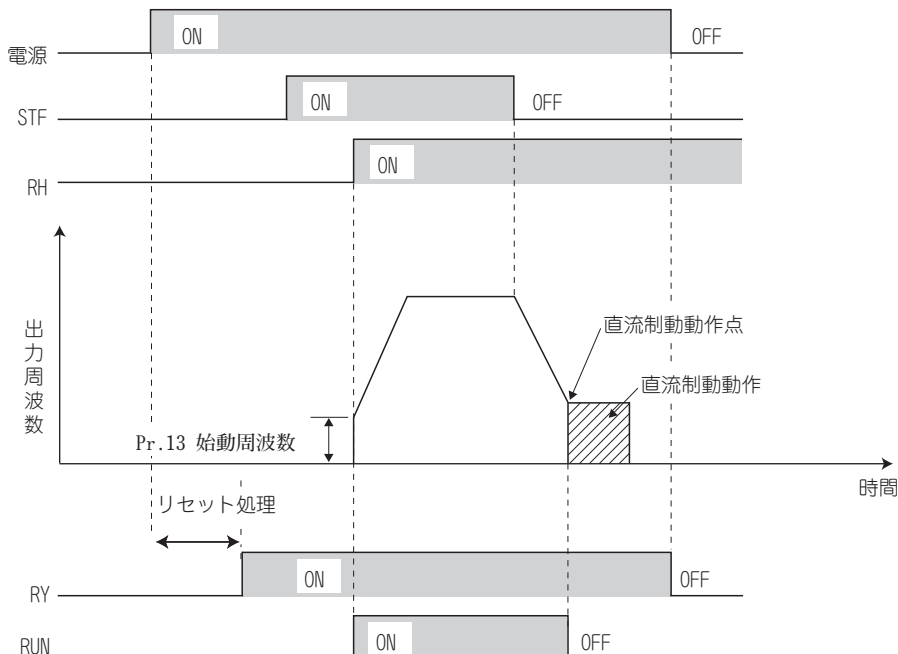 電源 ON OFF
STF ON OFF
RH ON
出力周波数
直流制動動作点
直流制動動作
Pr.13 始動周波数
時間
リセット処理
RY ON OFF
RUN ON OFF